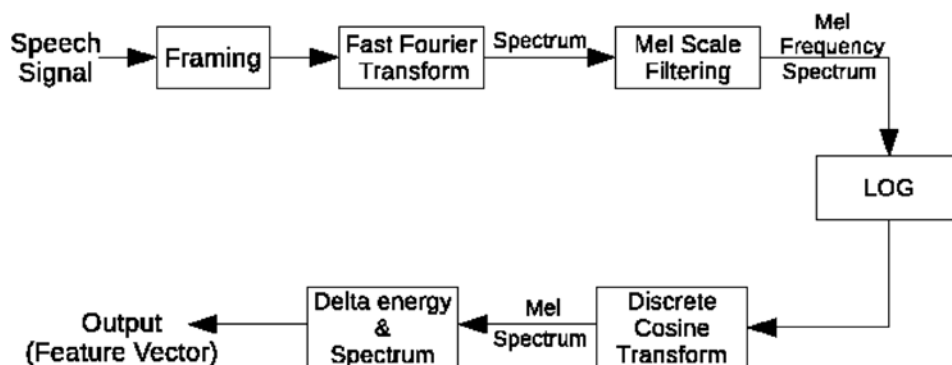 Speech
Signal
Framing
Fast Fourier
Transform
Spectrum
Mel Scale
Filtering
Mel
Frequency
Spectrum
LOG
Discrete
Cosine
Transform
Mel
Spectrum
Delta energy
&
Spectrum
Output
(Feature Vector)